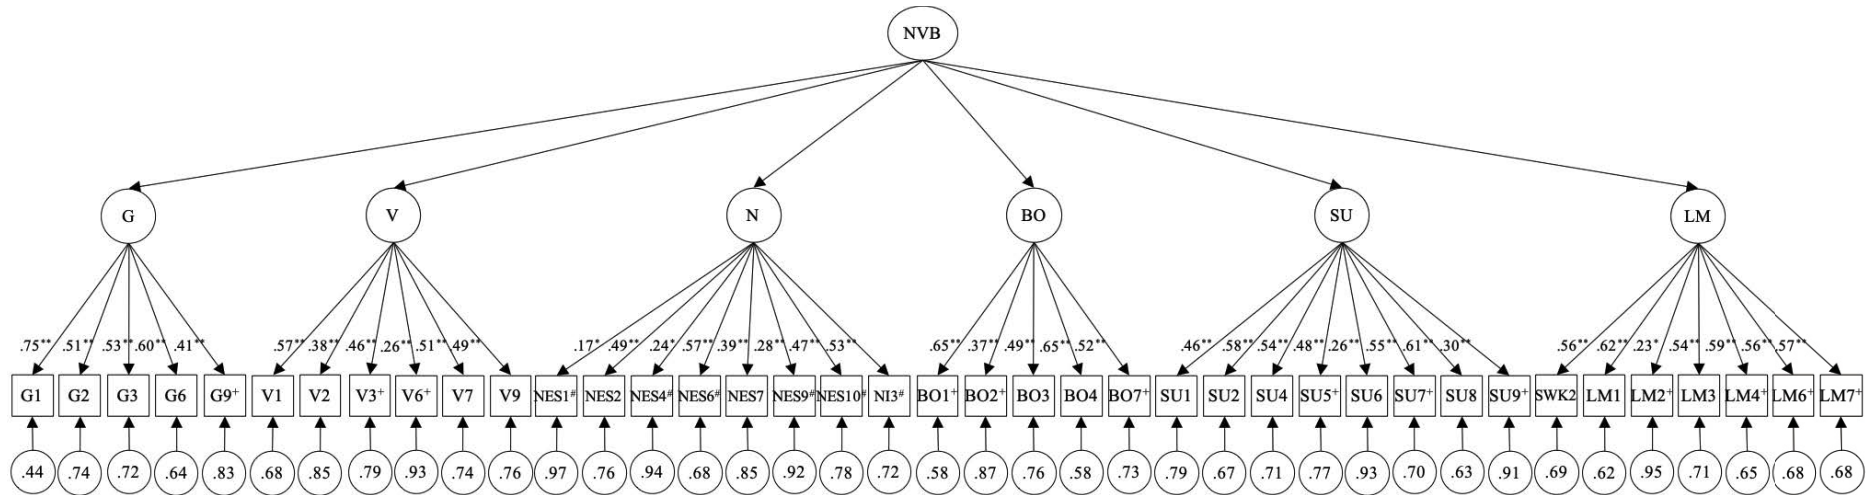 NVB
G V N BO SU LM
.75** .51** .53** .60** .41** .57** .38** .46** .26** .51** .49** .17* .49** .24* .57** .39** .28** .47** .53** .65** .37** .49** .65** .52** .46** .58** .54** .48** .26** .55** .61** .30** .56** .62** .23* .54** .59** .56** .57**
G1 G2 G3 G6 G9+ V1 V2 V3+ V6+ V7 V9 NES1# NES2 NES4# NES6# NES7 NES9# NES10# NI3# BO1+ BO2+ BO3 BO4 BO7+ SU1 SU2 SU4 SU5+ SU6 SU7+ SU8 SU9+ SWK2 LM1 LM2+ LM3 LM4+ LM6+ LM7+
.44 .74 .72 .64 .83 .68 .85 .79 .93 .74 .76 .97 .76 .94 .68 .85 .92 .78 .72 .58 .87 .76 .58 .73 .79 .67 .71 .77 .93 .70 .63 .91 .69 .62 .95 .71 .65 .68 .68